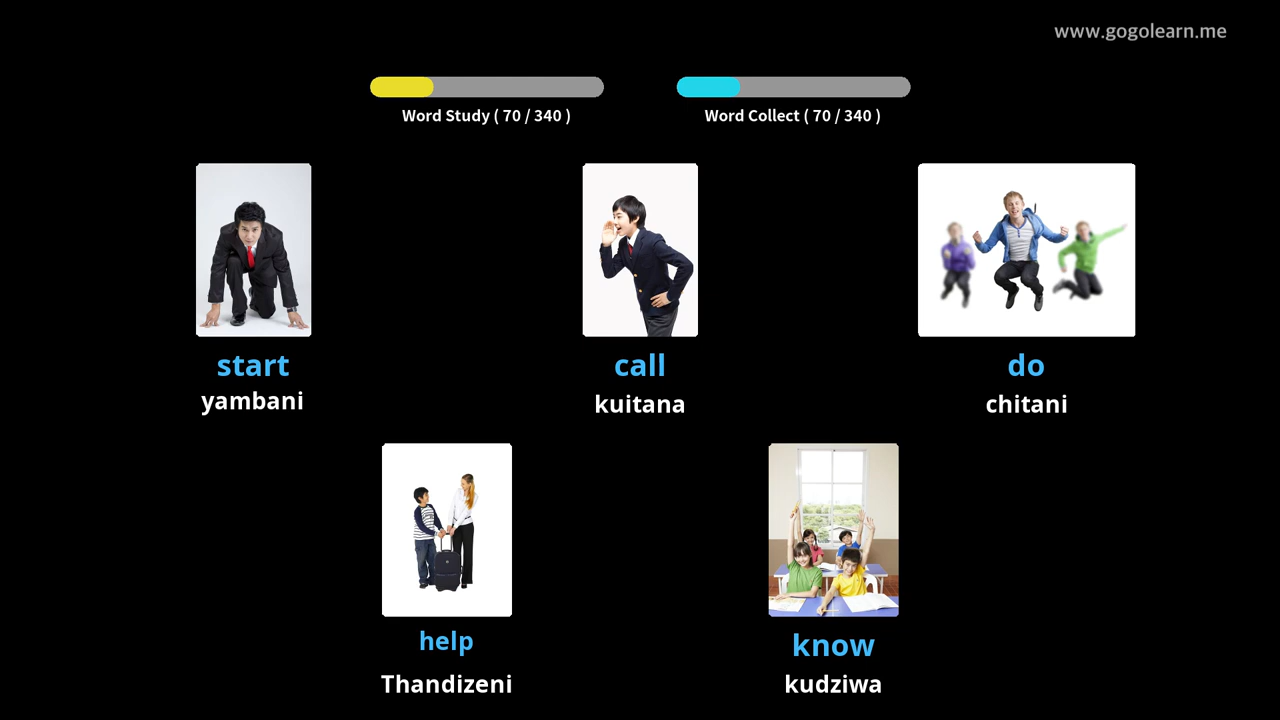 www.gogolearn.me
Word Study ( 70 / 340 )
Word Collect ( 70 / 340 )
start
yambani
call
kuitana
do
chitani
help
Thandizeni
know
kudziwa